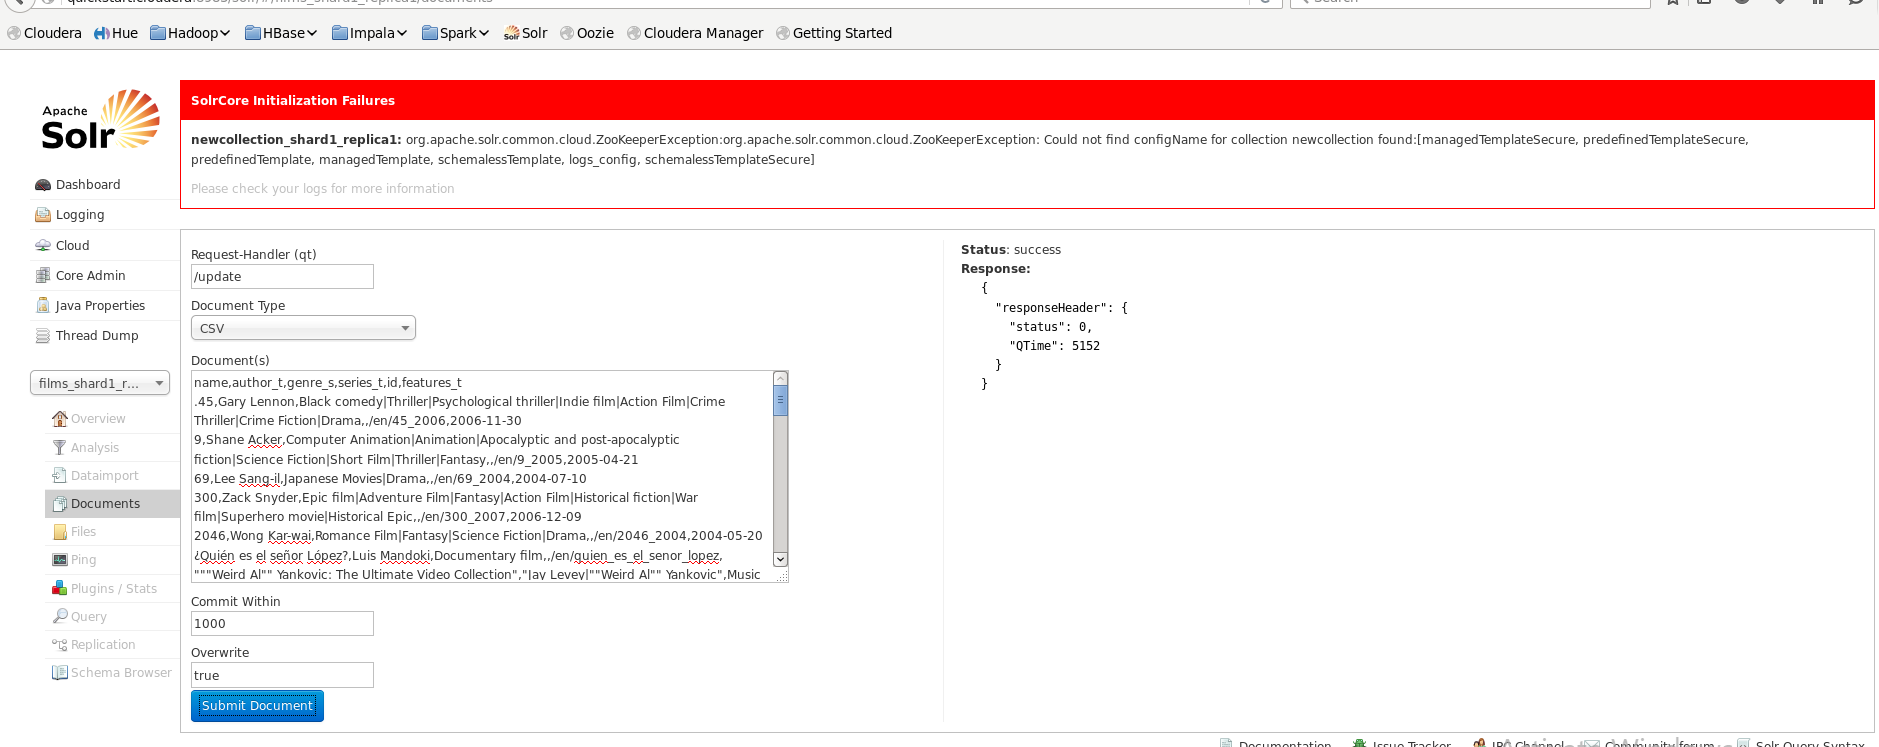 Search
Cloudera Hue Hadoop HBase Impala Spark Solr Oozie Cloudera Manager Getting Started
Apache
Solr
SolrCore Initialization Failures
newcollection_shard1_replica1: org.apache.solr.common.cloud.ZooKeeperException:org.apache.solr.common.cloud.ZooKeeperException: Could not find configName for collection newcollection found:[managedTemplateSecure, predefinedTemplateSecure,
predefinedTemplate, managedTemplate, schemalessTemplate, logs_config, schemalessTemplateSecure]
Please check your logs for more information
Dashboard
Logging
Cloud
Core Admin
Java Properties
Thread Dump
films_shard1_r...
Overview
Analysis
Dataimport
Documents
Files
Ping
Plugins / Stats
Query
Replication
Schema Browser
Request-Handler (qt)
/update
Document Type
CSV
Document(s)
name,author_t,genre_s,series_t,id,features_t
.45,Gary Lennon,Black comedy|Thriller|Psychological thriller|Indie film|Action Film|Crime
Thriller|Crime Fiction|Drama,,/en/45_2006,2006-11-30
9,Shane Acker,Computer Animation|Animation|Apocalyptic and post-apocalyptic
fiction|Science Fiction|Short Film|Thriller|Fantasy,,/en/9_2005,2005-04-21
69,Lee Sang-il,Japanese Movies|Drama,,/en/69_2004,2004-07-10
300,Zack Snyder,Epic film|Adventure Film|Fantasy|Action Film|Historical fiction|War
film|Superhero movie|Historical Epic,,/en/300_2007,2006-12-09
2046,Wong Kar-wai,Romance Film|Fantasy|Science Fiction|Drama,,/en/2046_2004,2004-05-20
¿Quién es el señor López?,Luis Mandoki,Documentary film,,/en/quien_es_el_senor_lopez,
"""Weird Al"" Yankovic: The Ultimate Video Collection","Jay Levey|""Weird Al"" Yankovic",Music
Commit Within
1000
Overwrite
true
Submit Document
Status: success
Response:
{
"responseHeader": {
"status": 0,
"QTime": 5152
}
}
Documentation Issue Tracker IRC Channel Community forum Solr Query Syntax